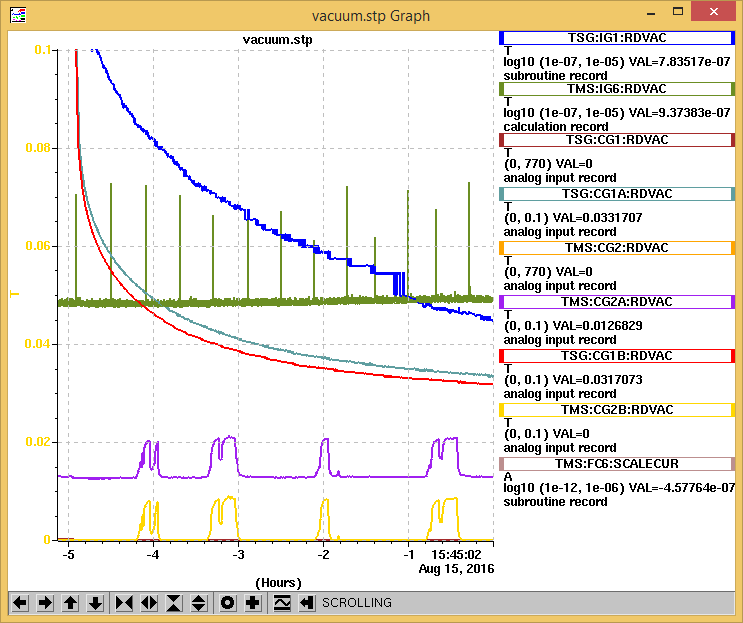 vacuum.stp Graph
vacuum.stp
0.1
0.08
0.06
T
0.04
0.02
0
-5
-4
-3
-2
-1
15:45:02
Aug 15, 2016
(Hours)
TSG:IG1:RDVAC
T
log10 (1e-07, 1e-05) VAL=7.83517e-07
subroutine record
TMS:IG6:RDVAC
T
log10 (1e-07, 1e-05) VAL=9.37383e-07
calculation record
TSG:CG1:RDVAC
T
(0, 770) VAL=0
analog input record
TSG:CG1A:RDVAC
T
(0, 0.1) VAL=0.0331707
analog input record
TMS:CG2:RDVAC
T
(0, 770) VAL=0
analog input record
TMS:CG2A:RDVAC
T
(0, 0.1) VAL=0.0126829
analog input record
TSG:CG1B:RDVAC
T
(0, 0.1) VAL=0.0317073
analog input record
TMS:CG2B:RDVAC
T
(0, 0.1) VAL=0
analog input record
TMS:FC6:SCALECUR
A
log10 (1e-12, 1e-06) VAL=-4.57764e-07
subroutine record
SCROLLING